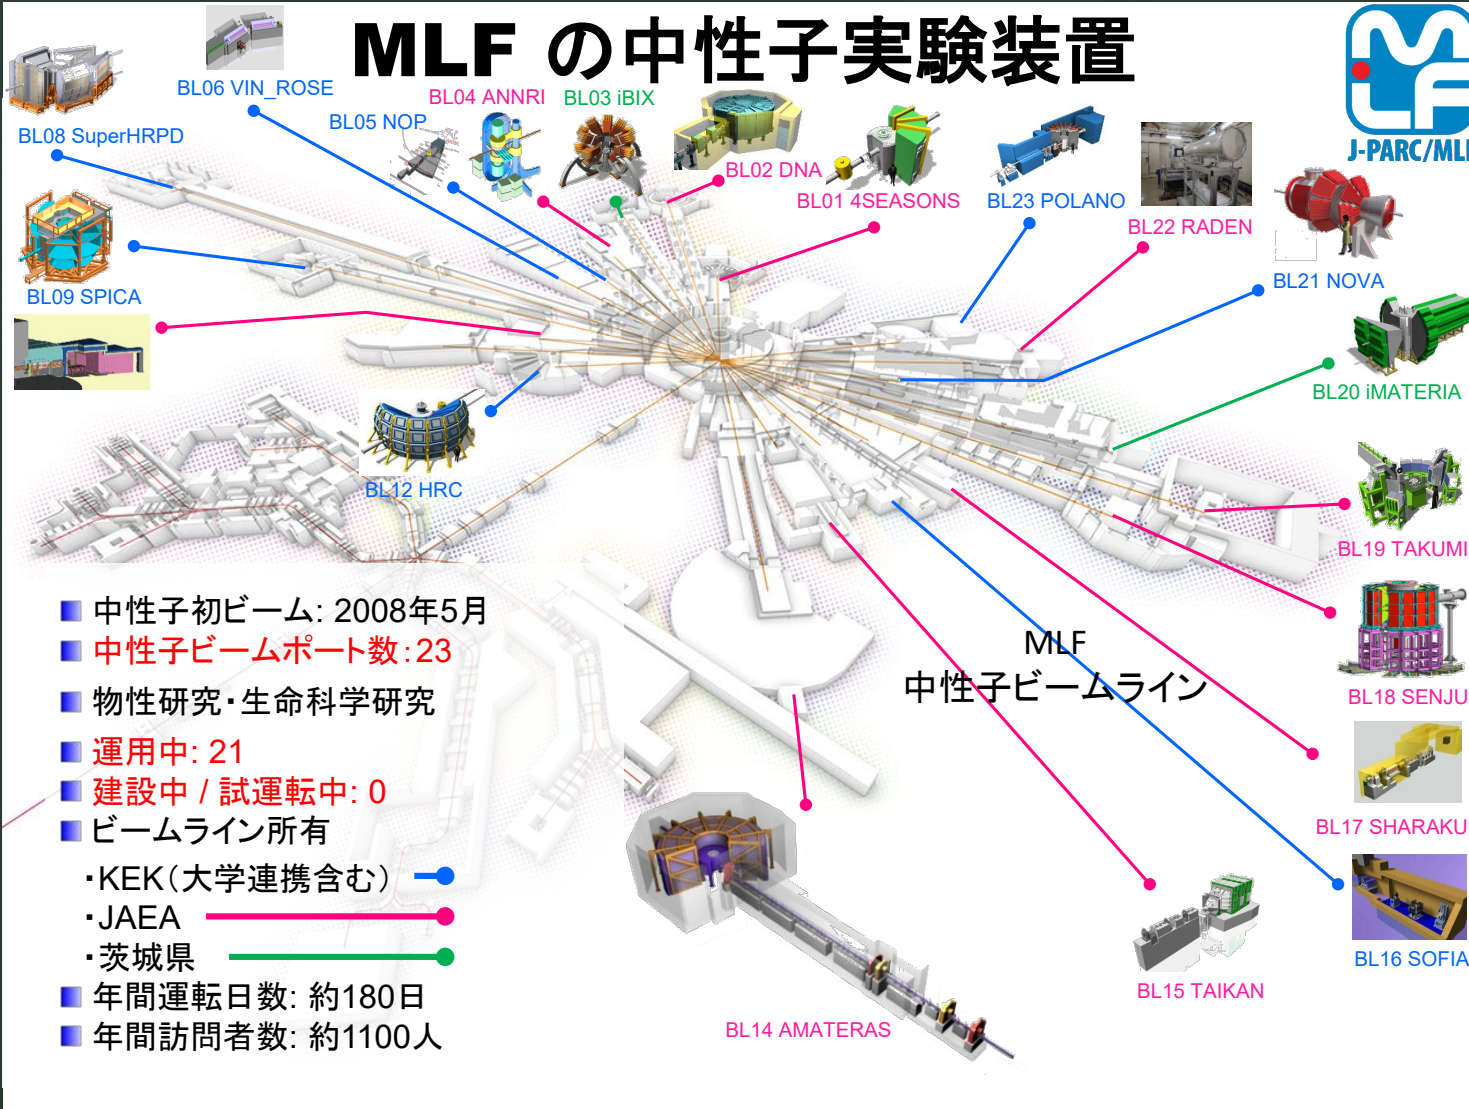 MLF の中性子実験装置
J-PARC/MLF
BL06 VIN_ROSE
BL04 ANNRI
BL03 iBIX
BL05 NOP
BL08 SuperHRPD
BL02 DNA
BL01 4SEASONS
BL23 POLANO
BL22 RADEN
BL21 NOVA
BL09 SPICA
BL20 iMATERIA
BL12 HRC
BL19 TAKUMI
BL18 SENJU
BL17 SHARAKU
BL16 SOFIA
BL15 TAIKAN
BL14 AMATERAS
MLF
中性子ビームライン
中性子初ビーム: 2008年5月
中性子ビームポート数:23
物性研究・生命科学研究
運用中: 21
建設中 / 試運転中: 0
ビームライン所有
・KEK(大学連携含む)
・JAEA
・茨城県
年間運転日数: 約180日
年間訪問者数: 約1100人